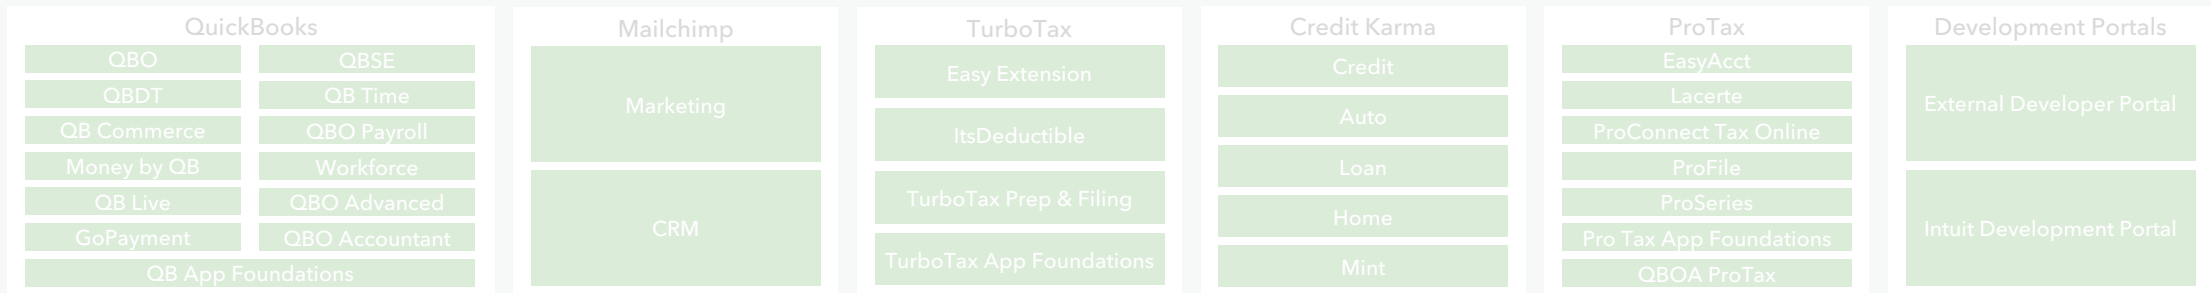 QuickBooks
QBO
QBSE
QBDT
QB Time
QB Commerce
QBO Payroll
Money by QB
Workforce
QB Live
QBO Advanced
GoPayment
QBO Accountant
QB App Foundations
Mailchimp
Marketing
CRM
TurboTax
Easy Extension
ItsDeductible
TurboTax Prep & Filing
TurboTax App Foundations
Credit Karma
Credit
Auto
Loan
Home
Mint
ProTax
EasyAcct
Lacerte
ProConnect Tax Online
ProFile
ProSeries
Pro Tax App Foundations
QBOA ProTax
Development Portals
External Developer Portal
Intuit Development Portal